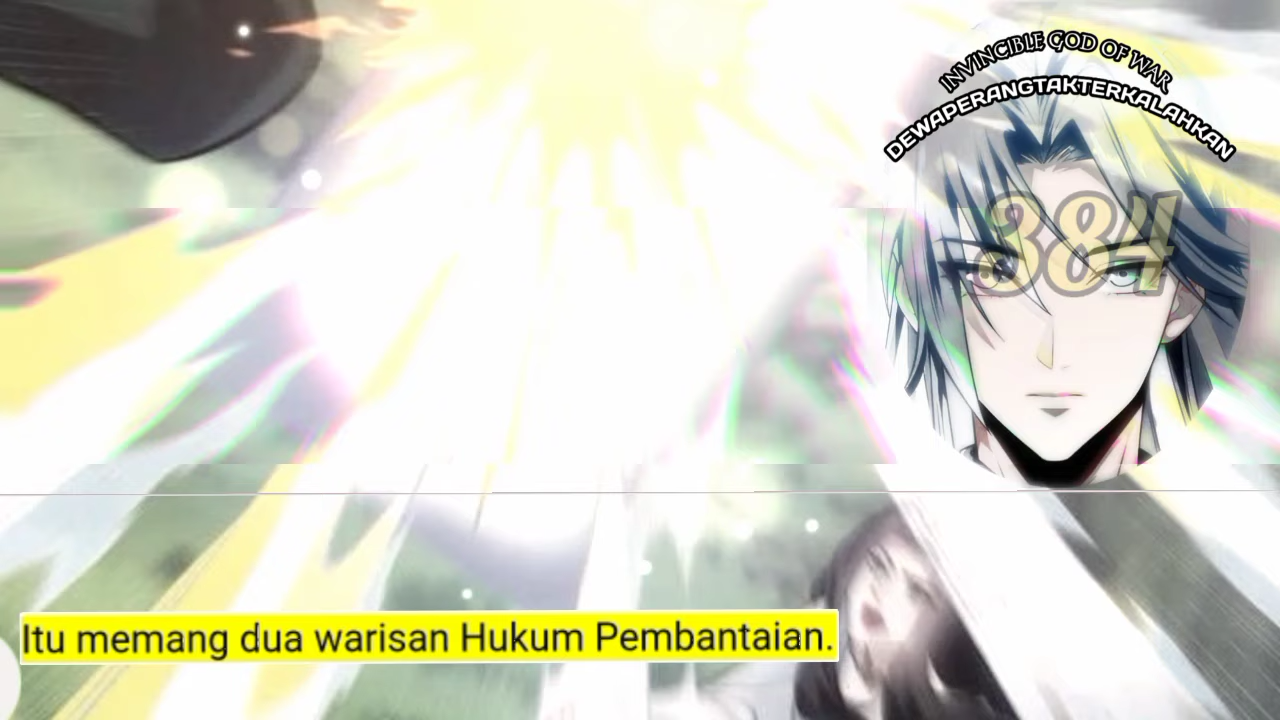 INVINCIBLE GOD OF WAR
DEWAPERANGTAKTERKALAHKAN
384
Itu memang dua warisan Hukum Pembantaian.